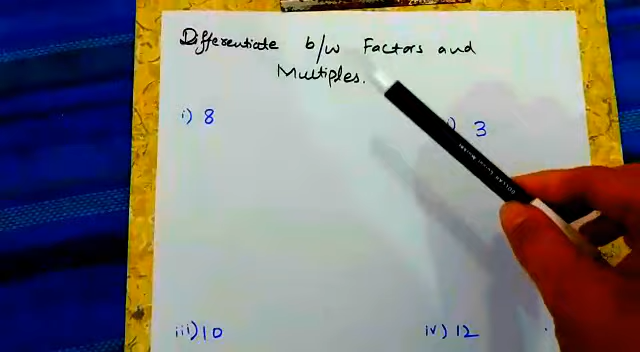 Differentiate b/w Factors and
Multiples.
i) 8
) 3
iii) 10
iv) 12